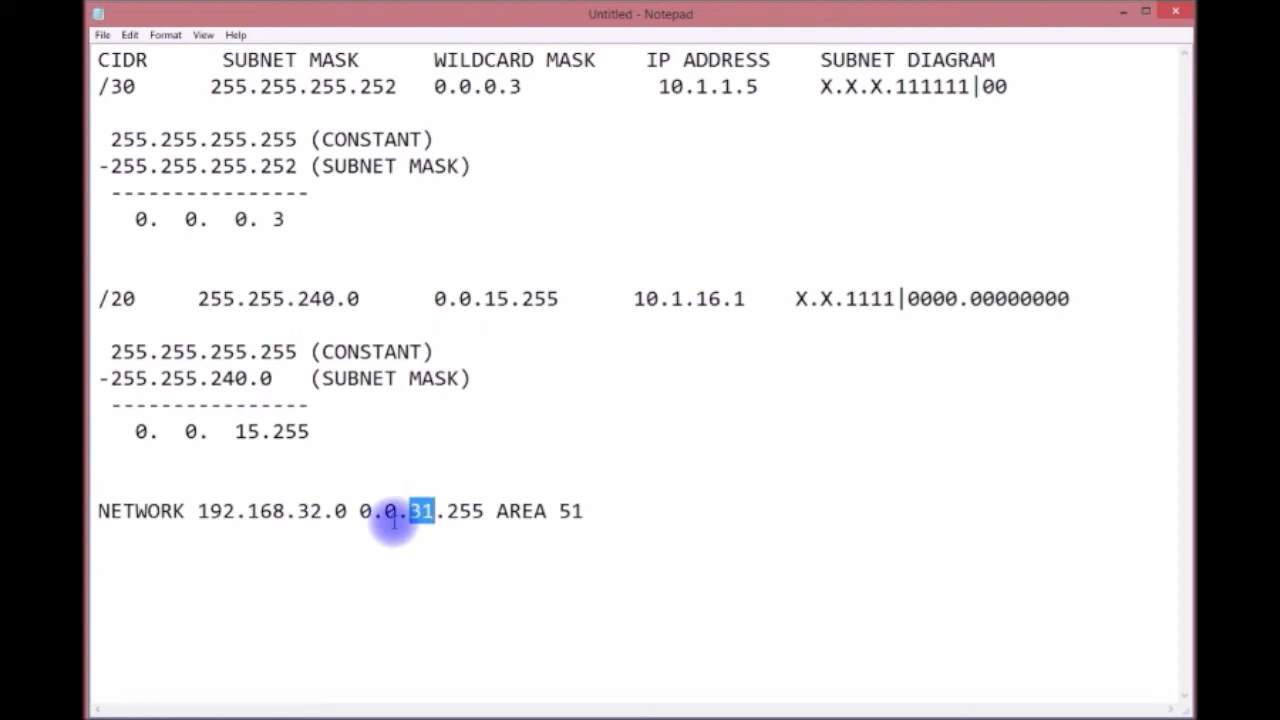 Untitled - Notepad
File Edit Format View Help
CIDR SUBNET MASK WILDCARD MASK IP ADDRESS SUBNET DIAGRAM
/30 255.255.255.252 0.0.0.3 10.1.1.5 X.X.X.111111|00
255.255.255.255 (CONSTANT)
-255.255.255.252 (SUBNET MASK)
----------------
0. 0. 0. 3
/20 255.255.240.0 0.0.15.255 10.1.16.1 X.X.1111|0000.00000000
255.255.255.255 (CONSTANT)
-255.255.240.0 (SUBNET MASK)
----------------
0. 0. 15.255
NETWORK 192.168.32.0 0.0.31.255 AREA 51